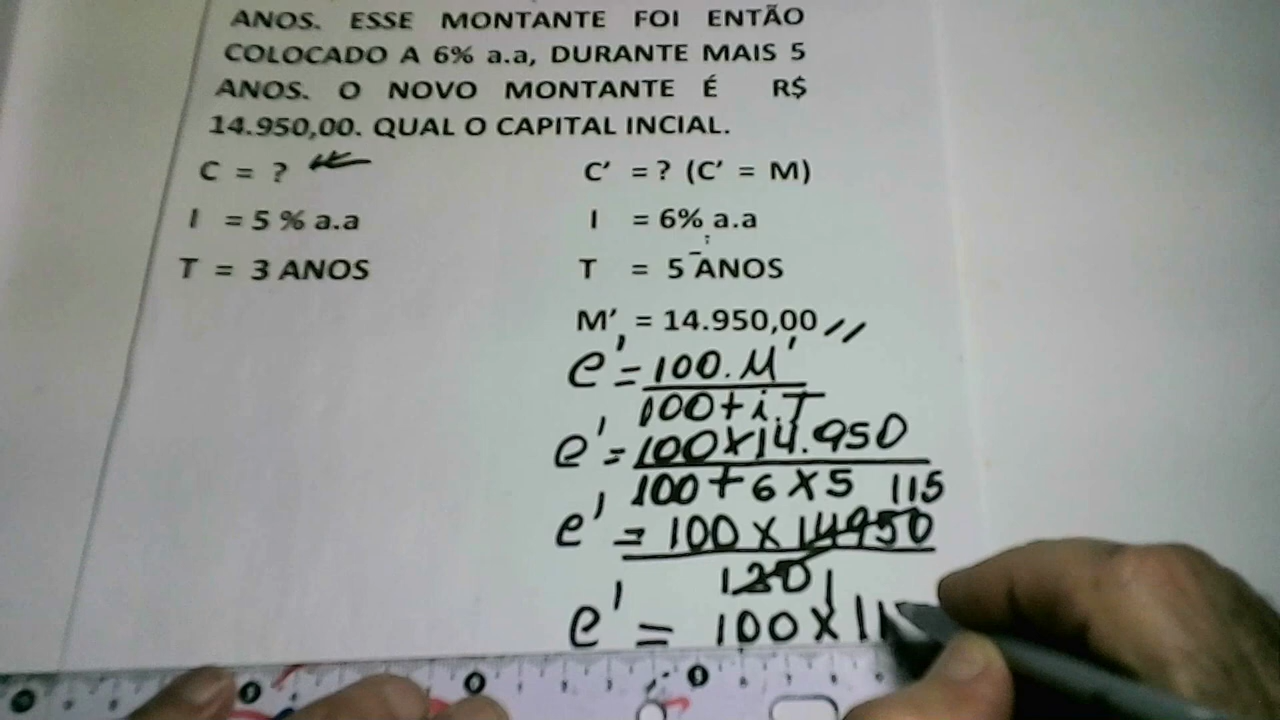 ANOS. ESSE MONTANTE FOI ENTÃO
COLOCADO A 6% a.a, DURANTE MAIS 5
ANOS. O NOVO MONTANTE É R$
14.950,00. QUAL O CAPITAL INCIAL.
C = ?
I = 5 % a.a
T = 3 ANOS
C' = ? (C' = M)
I = 6% a.a
T = 5 ANOS
M' = 14.950,00 //
C' = 100.M'
100+i.T
C' = 100x14.950
100+6x5 115
C' = 100 x 14950
130 1
C' = 100x11